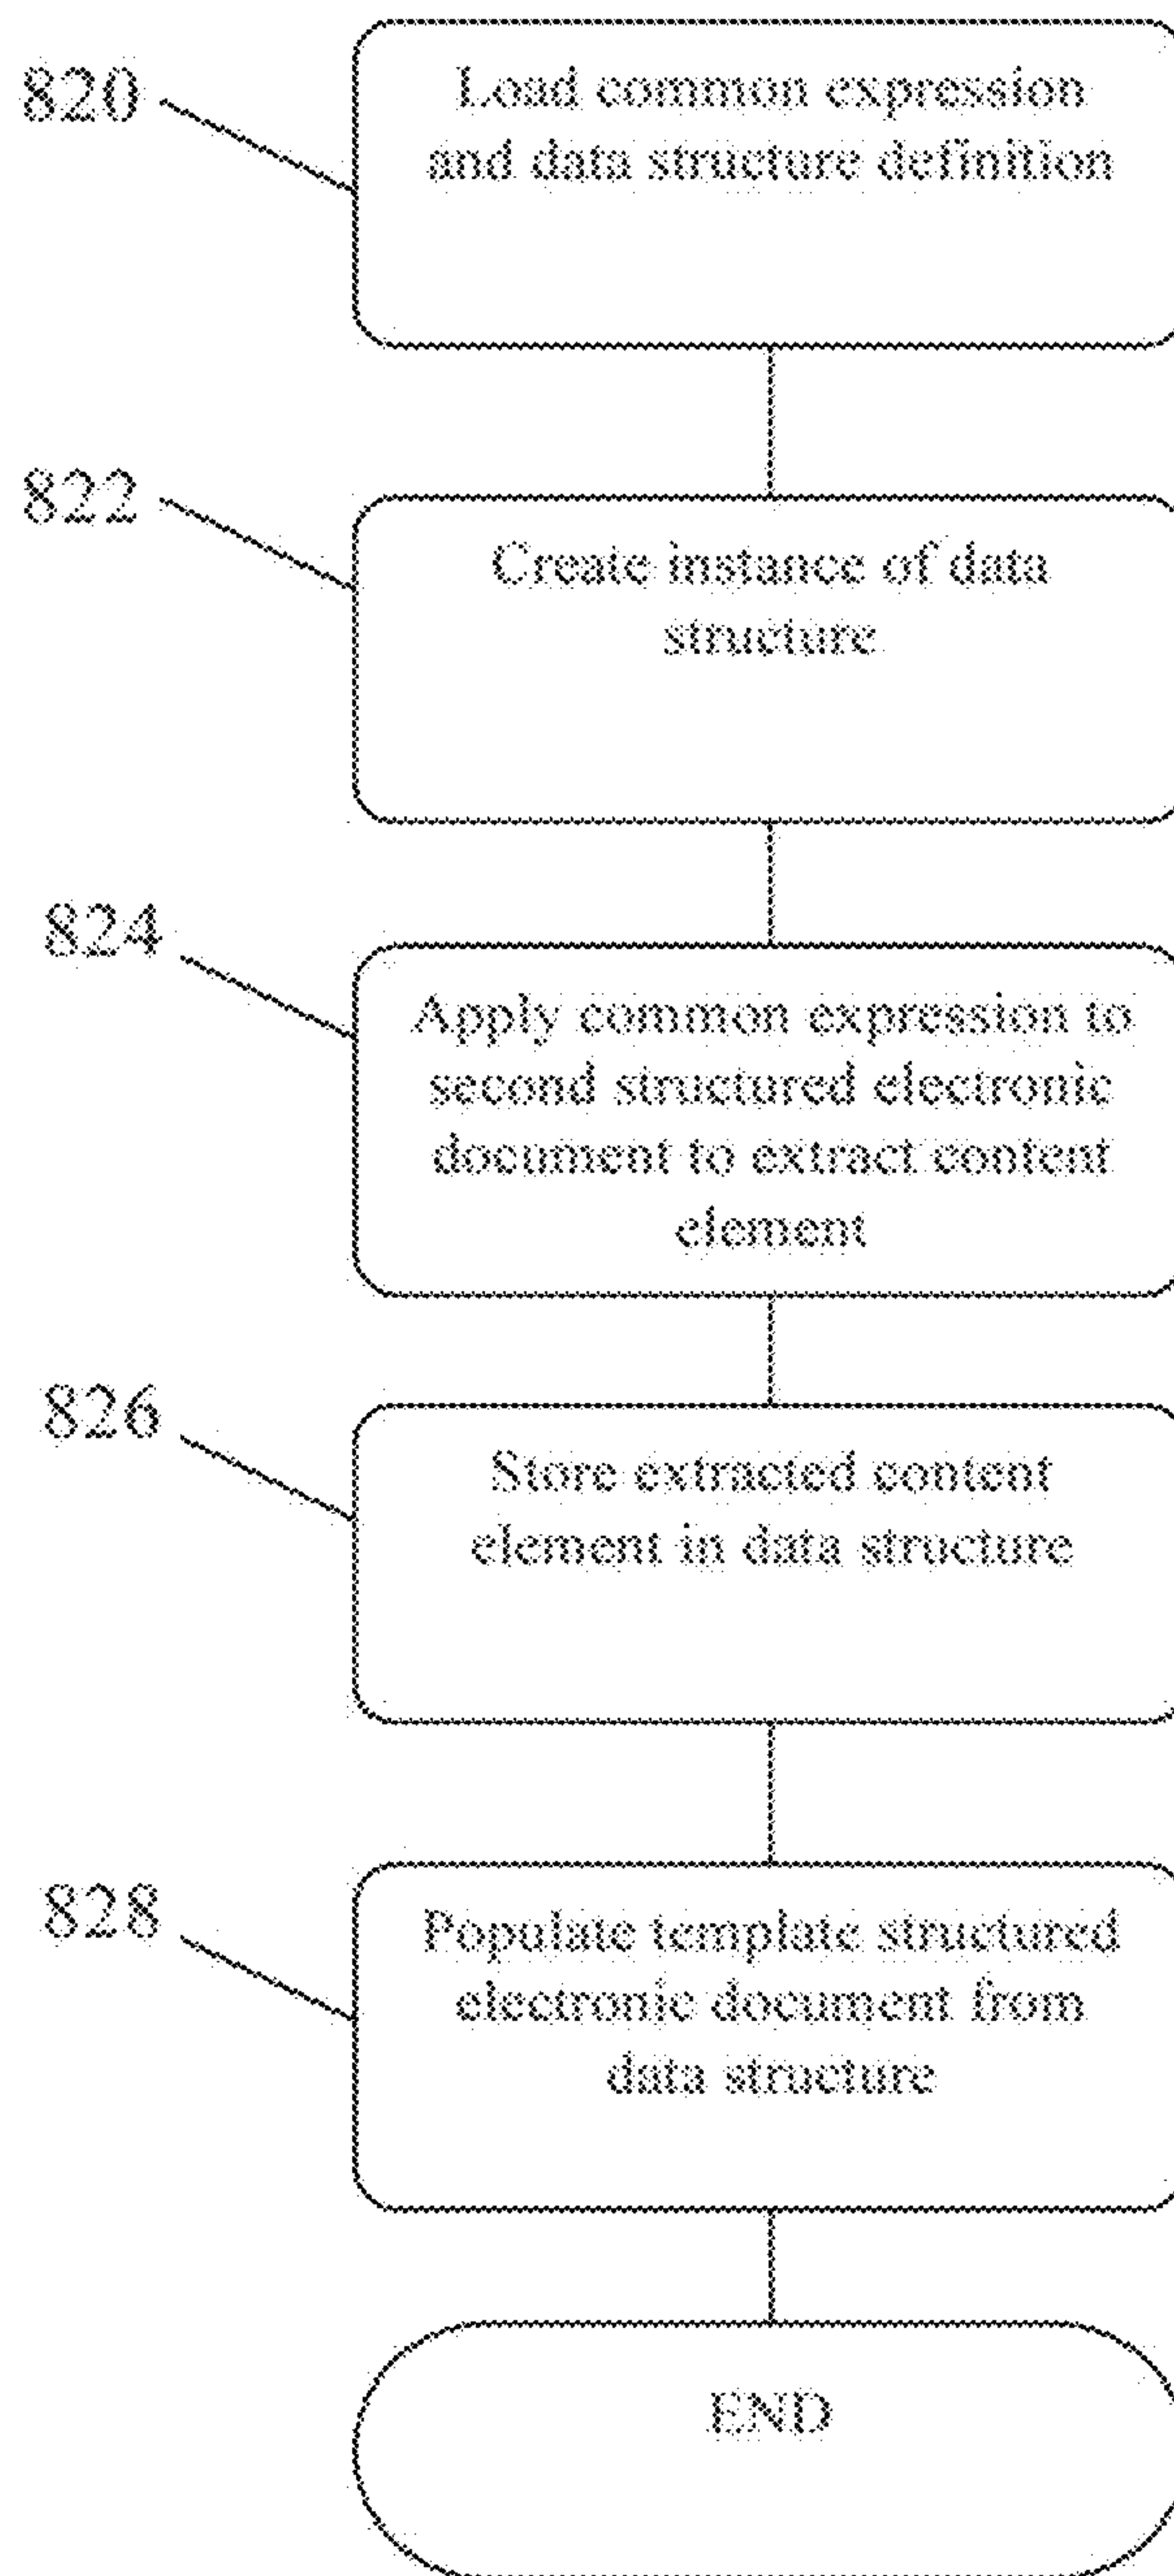 820
Load common expression
and data structure definition
822
Create instance of data
structure
824
Apply common expression to
second structured electronic
document to extract content
element
826
Store extracted content
element in data structure
828
Populate template structured
electronic document from
data structure
END